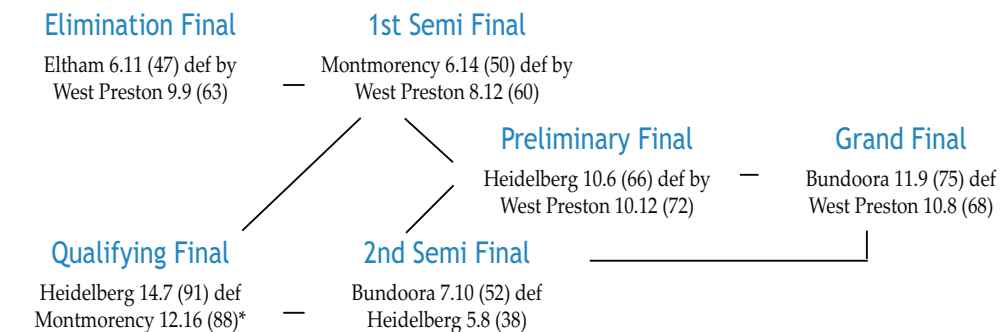 Elimination Final
Eltham 6.11 (47) def by
West Preston 9.9 (63)
1st Semi Final
Montmorency 6.14 (50) def by
West Preston 8.12 (60)
Preliminary Final
Heidelberg 10.6 (66) def by
West Preston 10.12 (72)
Grand Final
Bundoora 11.9 (75) def
West Preston 10.8 (68)
Qualifying Final
Heidelberg 14.7 (91) def
Montmorency 12.16 (88)*
2nd Semi Final
Bundoora 7.10 (52) def
Heidelberg 5.8 (38)